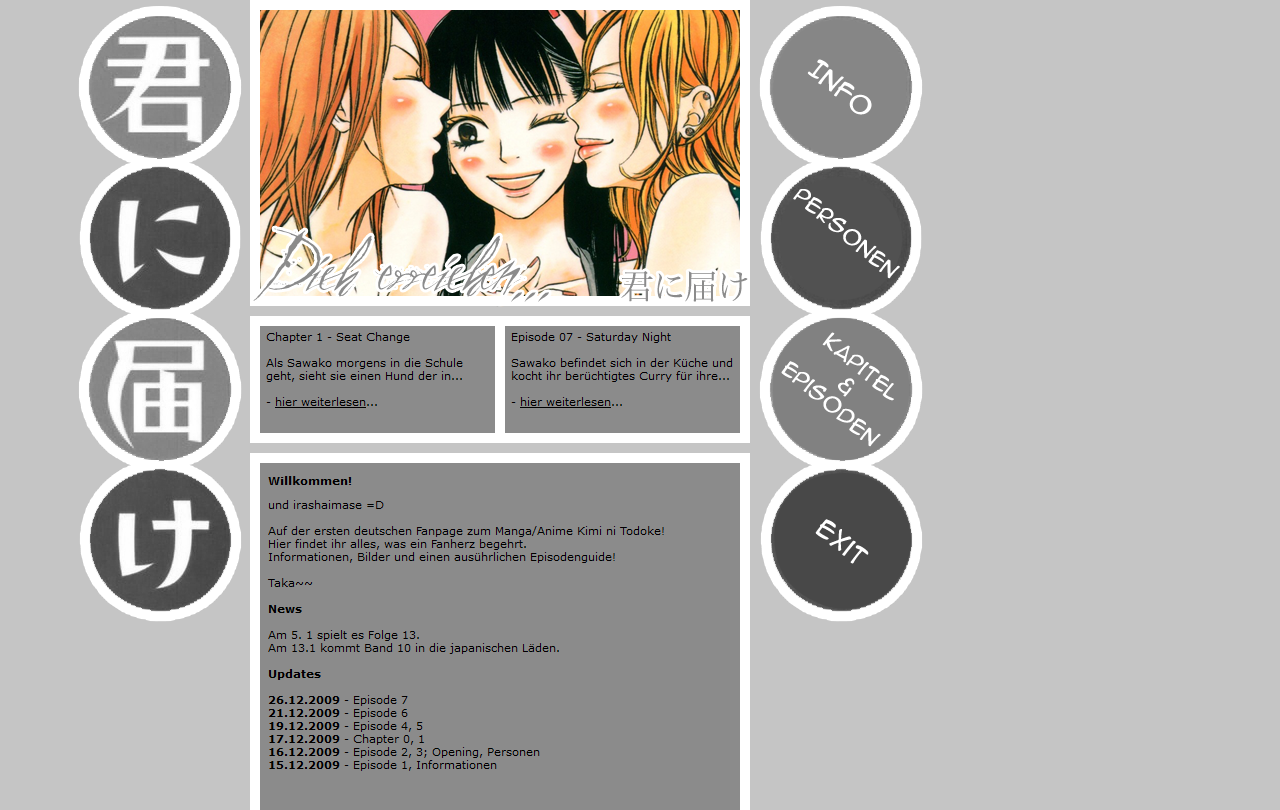 君
に
届
け
Dich erreichen...
君に届け
INFO
PERSONEN
KAPITEL
&
EPISODEN
EXIT
Chapter 1 - Seat Change
Als Sawako morgens in die Schule
geht, sieht sie einen Hund der in...
- hier weiterlesen...
Episode 07 - Saturday Night
Sawako befindet sich in der Küche und
kocht ihr berüchtigtes Curry für ihre...
- hier weiterlesen...
Willkommen!
und irashaimase =D
Auf der ersten deutschen Fanpage zum Manga/Anime Kimi ni Todoke!
Hier findet ihr alles, was ein Fanherz begehrt.
Informationen, Bilder und einen ausührlichen Episodenguide!
Taka~~
News
Am 5. 1 spielt es Folge 13.
Am 13.1 kommt Band 10 in die japanischen Läden.
Updates
26.12.2009 - Episode 7
21.12.2009 - Episode 6
19.12.2009 - Episode 4, 5
17.12.2009 - Chapter 0, 1
16.12.2009 - Episode 2, 3; Opening, Personen
15.12.2009 - Episode 1, Informationen